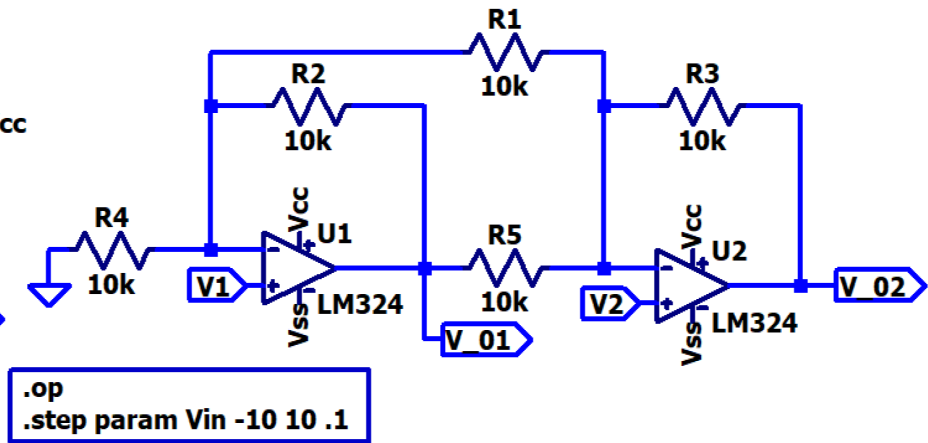 R1
10k
R2
10k
R3
10k
cc
R4
10k
Vcc
U1
V1
LM324
Vss
R5
10k
Vcc
U2
V2
LM324
Vss
V_01
V_02
.op
.step param Vin -10 10 .1